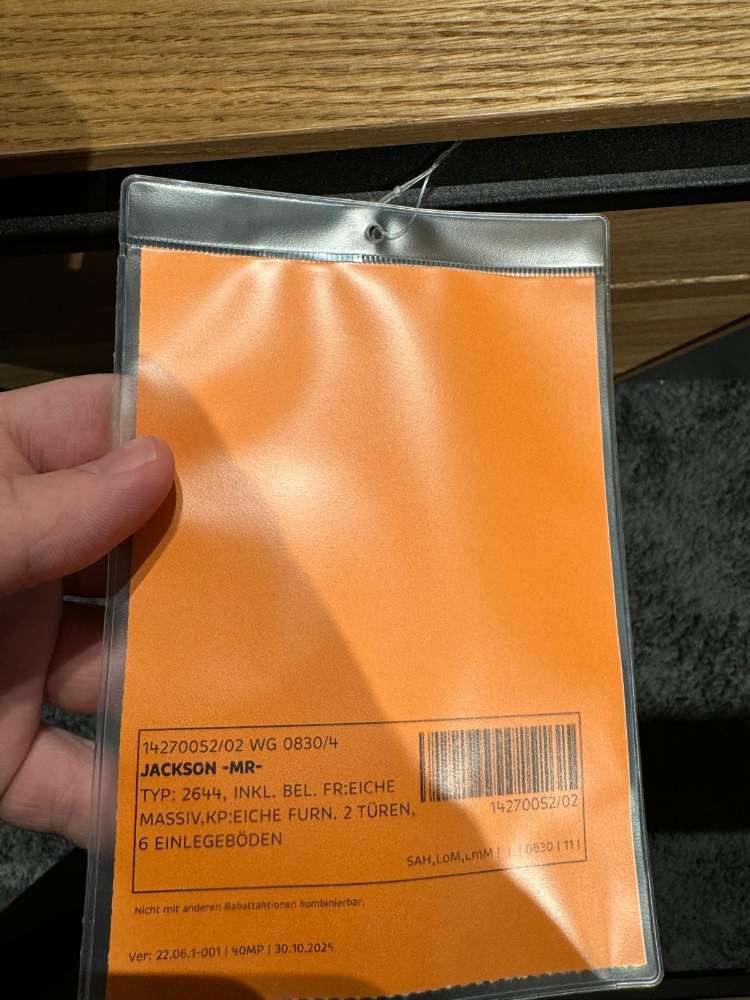 14270052/02 WG 0830/4
JACKSON -MR-
TYP: 2644, INKL. BEL. FR:EICHE
MASSIV,KP:EICHE FURN. 2 TÜREN,
6 EINLEGEBÖDEN
14270052/02
SAH,LoM,LmM | | 0830 | 11 |
Nicht mit anderen Rabattaktionen kombinierbar.
Ver: 22.06.1-001 | 40MP | 30.10.2025